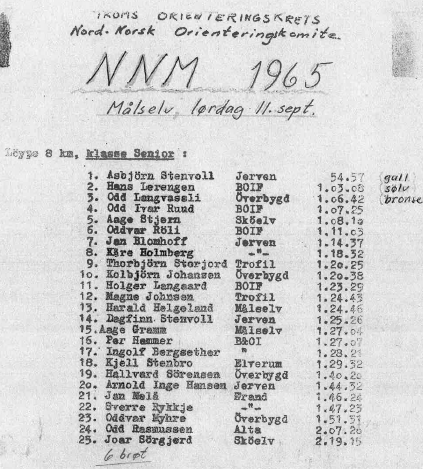 TROMS ORIENTERINGSKRETS
Nord-Norsk Orienteringskomite.
NNM 1965
Målselv, lørdag 11. sept.
Löype 8 km, klasse Senior :
1. Asbjörn Stenvoll Jerven 54.57 (gull
2. Hans Lerengen BOIF 1.03.08 sølv
3. Odd Langvasseli Överbygd 1.06.42 (bronse
4. Odd Ivar Ruud BOIF 1.07.25
5. Aage Stjern Sköelv 1.08.10
6. Oddvar Röli BOIF 1.11.03
7. Jan Blomhoff Jerven 1.14.37
8. Kåre Holmberg -"- 1.18.32
9. Thorbjörn Storjord Trofil 1.20.25
10. Kolbjörn Johansen Överbygd 1.20.38
11. Holger Langaard BOIF 1.23.29
12. Magne Johnsen Trofil 1.24.43
13. Harald Helgeland Målselv 1.24.46
14. Dagfinn Stenvoll Jerven 1.25.26
15. Aage Gramm Målselv 1.27.04
16. Per Hammer B&OI 1.27.07
17. Ingolf Bergsether " 1.28.21
18. Kjell Stenbro Elverum 1.29.32
19. Hallvard Sörensen Överbygd 1.40.20
20. Arnold Inge Hansen Jerven 1.44.32
21. Jan Melå Brand 1.46.24
22. Sverre Rykkje -"- 1.47.23
23. Oddvar Myhre Överbygd 1.51.31
24. Odd Rasmussen Alta 2.07.20
25. Joar Sörgjerd Sköelv 2.19.15
6 brøt